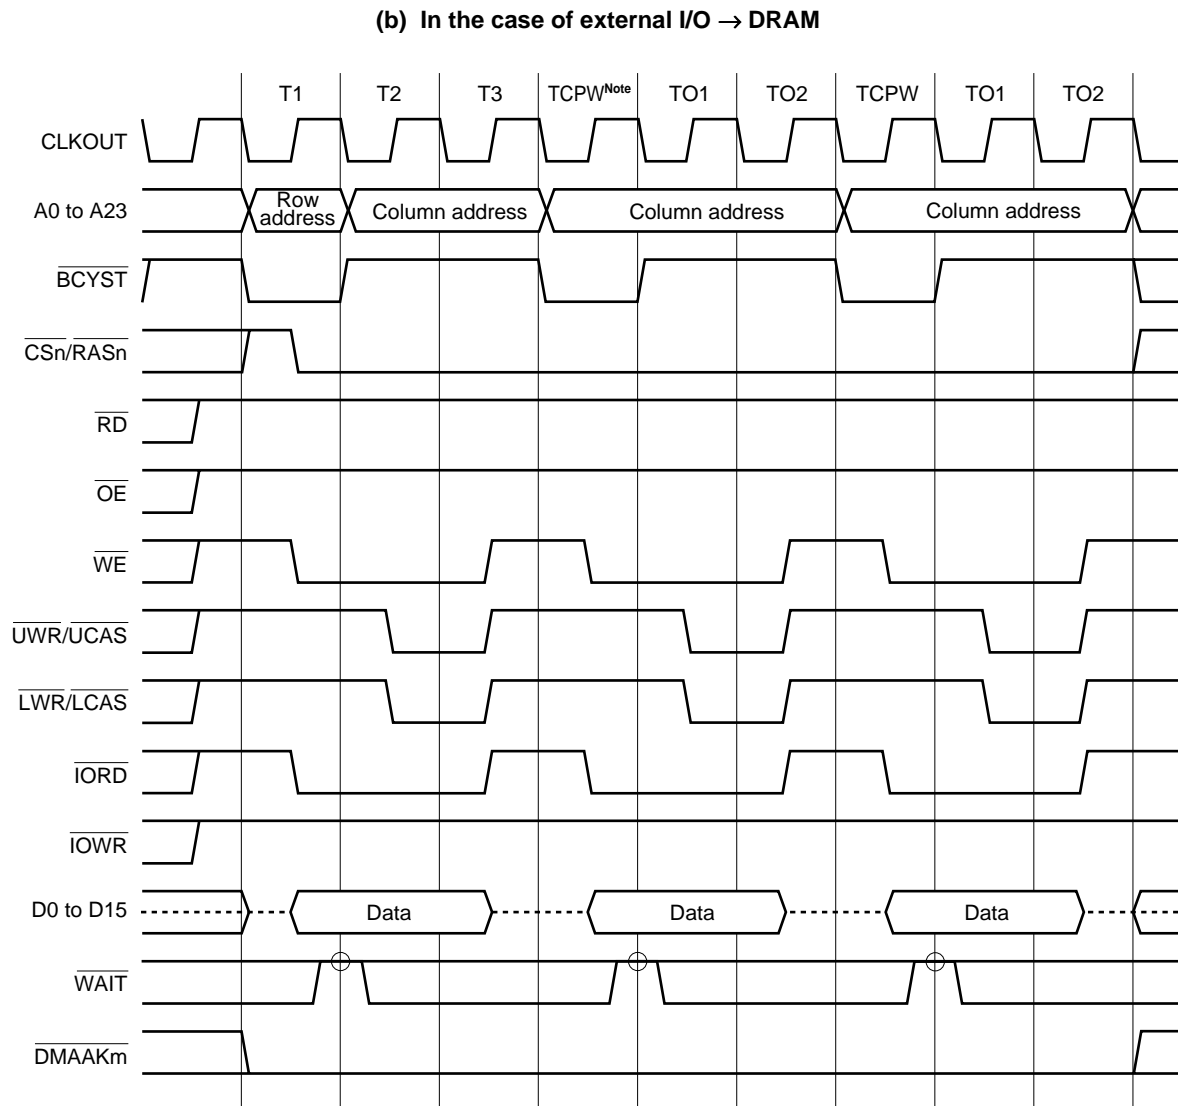 (b) In the case of external I/O → DRAM
T1 T2 T3 TCPWNote TO1 TO2 TCPW TO1 TO2
CLKOUT
A0 to A23
Row
address
Column address
Column address
Column address
BCYST
CSn/RASn
RD
OE
WE
UWR/UCAS
LWR/LCAS
IORD
IOWR
D0 to D15
Data
Data
Data
WAIT
DMAAKm